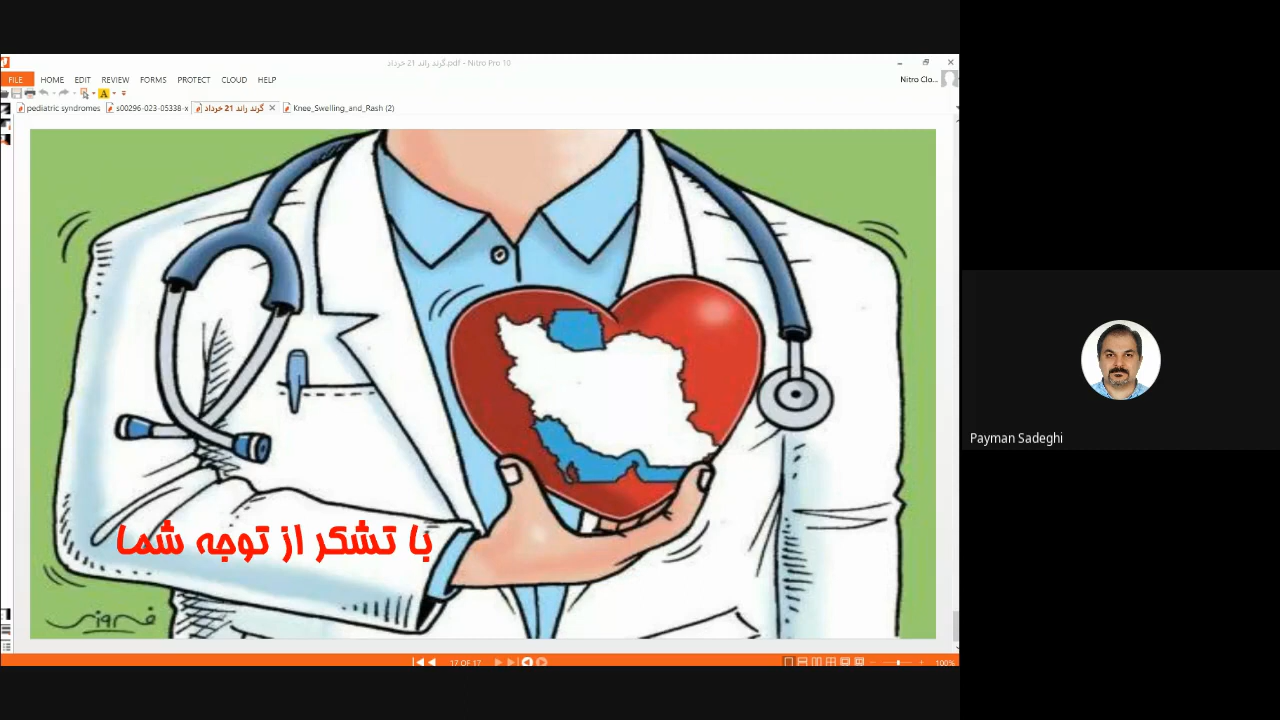 گرند راند 21 خرداد.pdf - Nitro Pro 10
FILE HOME EDIT REVIEW FORMS PROTECT CLOUD HELP
Nitro Clo...
pediatric syndromes
s00296-023-05338-x
گرند راند 21 خرداد
Knee_Swelling_and_Rash (2)
با تشکر از توجه شما
17 OF 17
100%
Payman Sadeghi